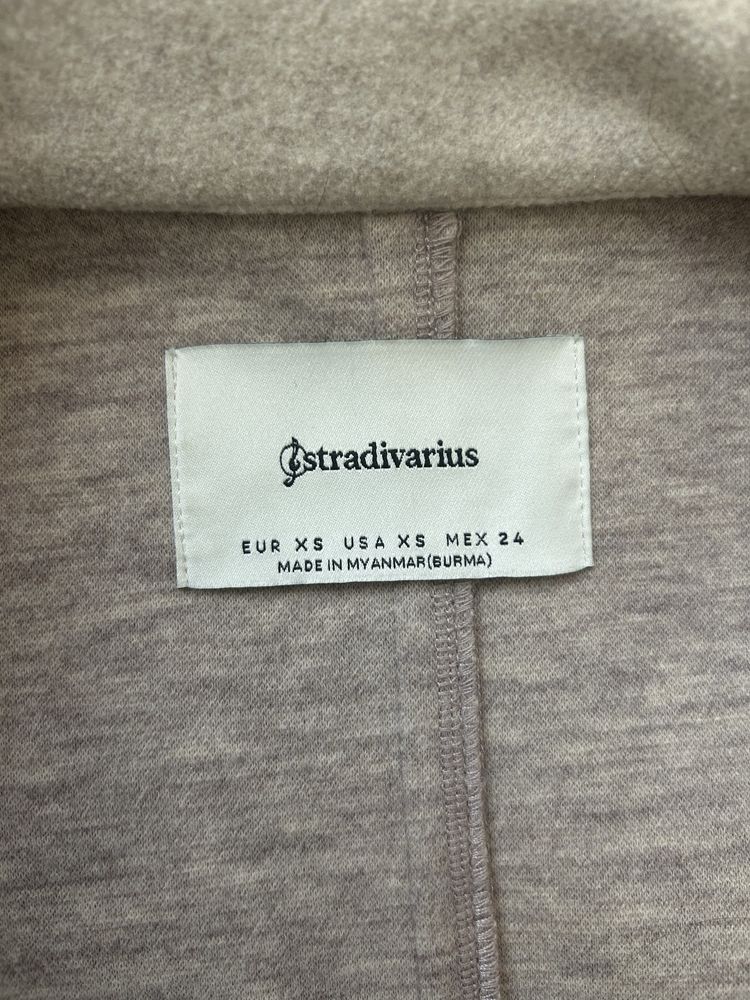 stradivarius
EUR XS USA XS MEX 24
MADE IN MYANMAR(BURMA)